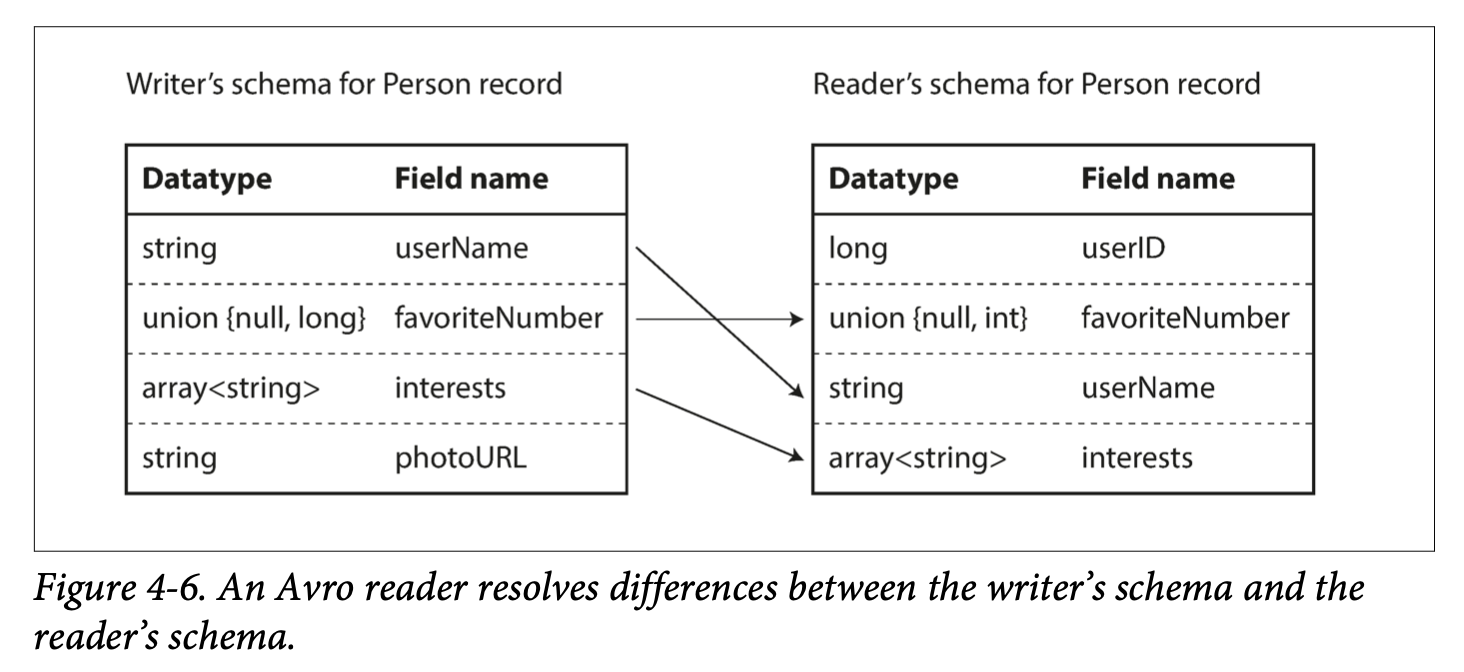 Writer’s schema for Person record
Reader’s schema for Person record
Datatype Field name
string userName
union {null, long} favoriteNumber
array<string> interests
string photoURL
Datatype Field name
long userID
union {null, int} favoriteNumber
string userName
array<string> interests
Figure 4-6. An Avro reader resolves differences between the writer’s schema and the
reader’s schema.